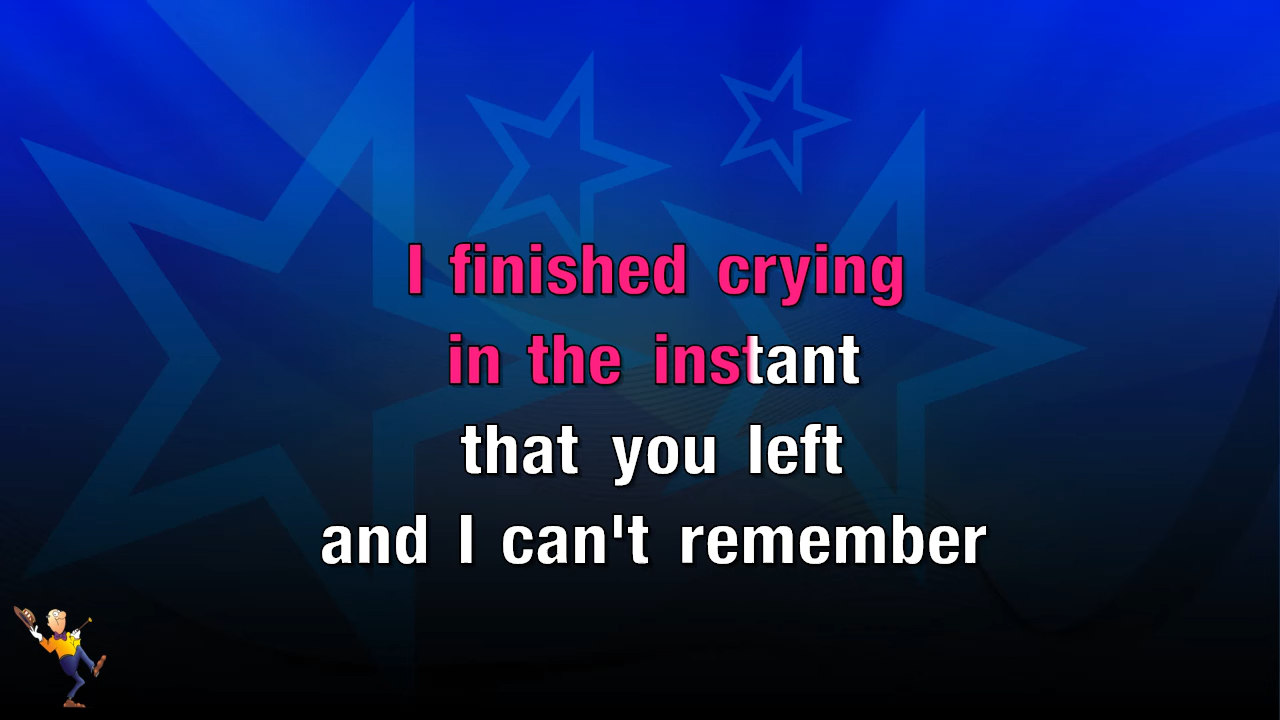 I finished crying
in the instant
that you left
and I can't remember